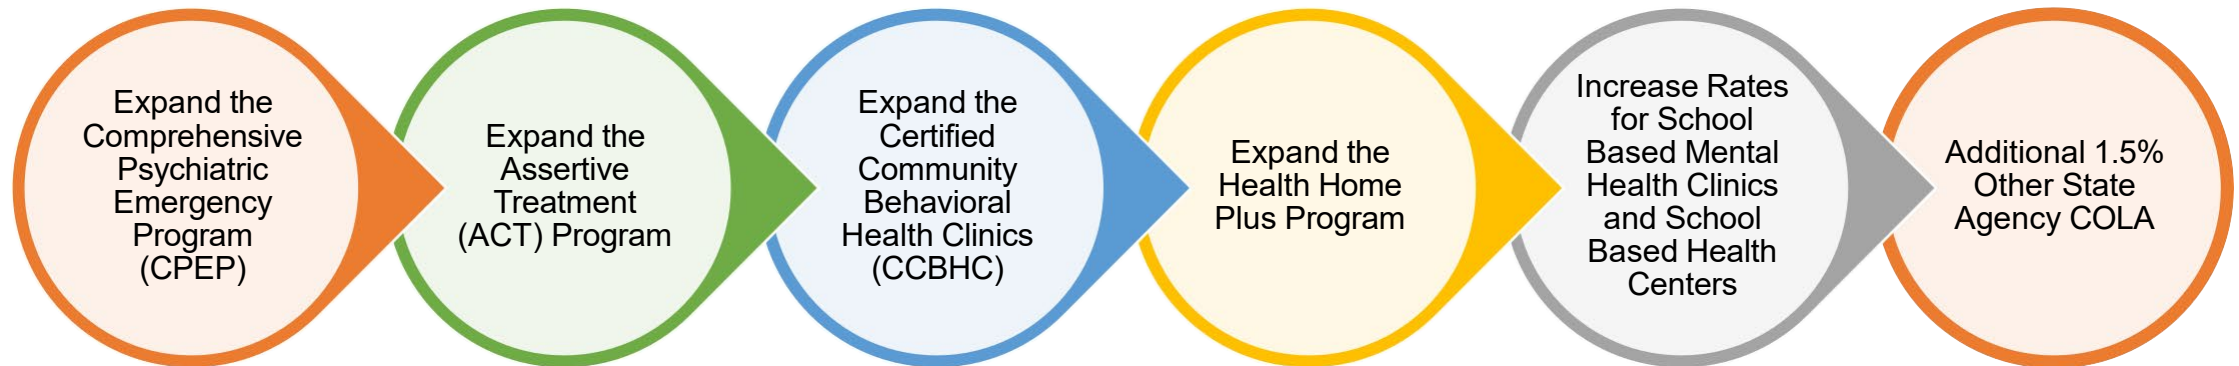 Expand the
Comprehensive
Psychiatric
Emergency
Program
(CPEP)
Expand the
Assertive
Treatment
(ACT) Program
Expand the
Certified
Community
Behavioral
Health Clinics
(CCBHC)
Expand the
Health Home
Plus Program
Increase Rates
for School
Based Mental
Health Clinics
and School
Based Health
Centers
Additional 1.5%
Other State
Agency COLA